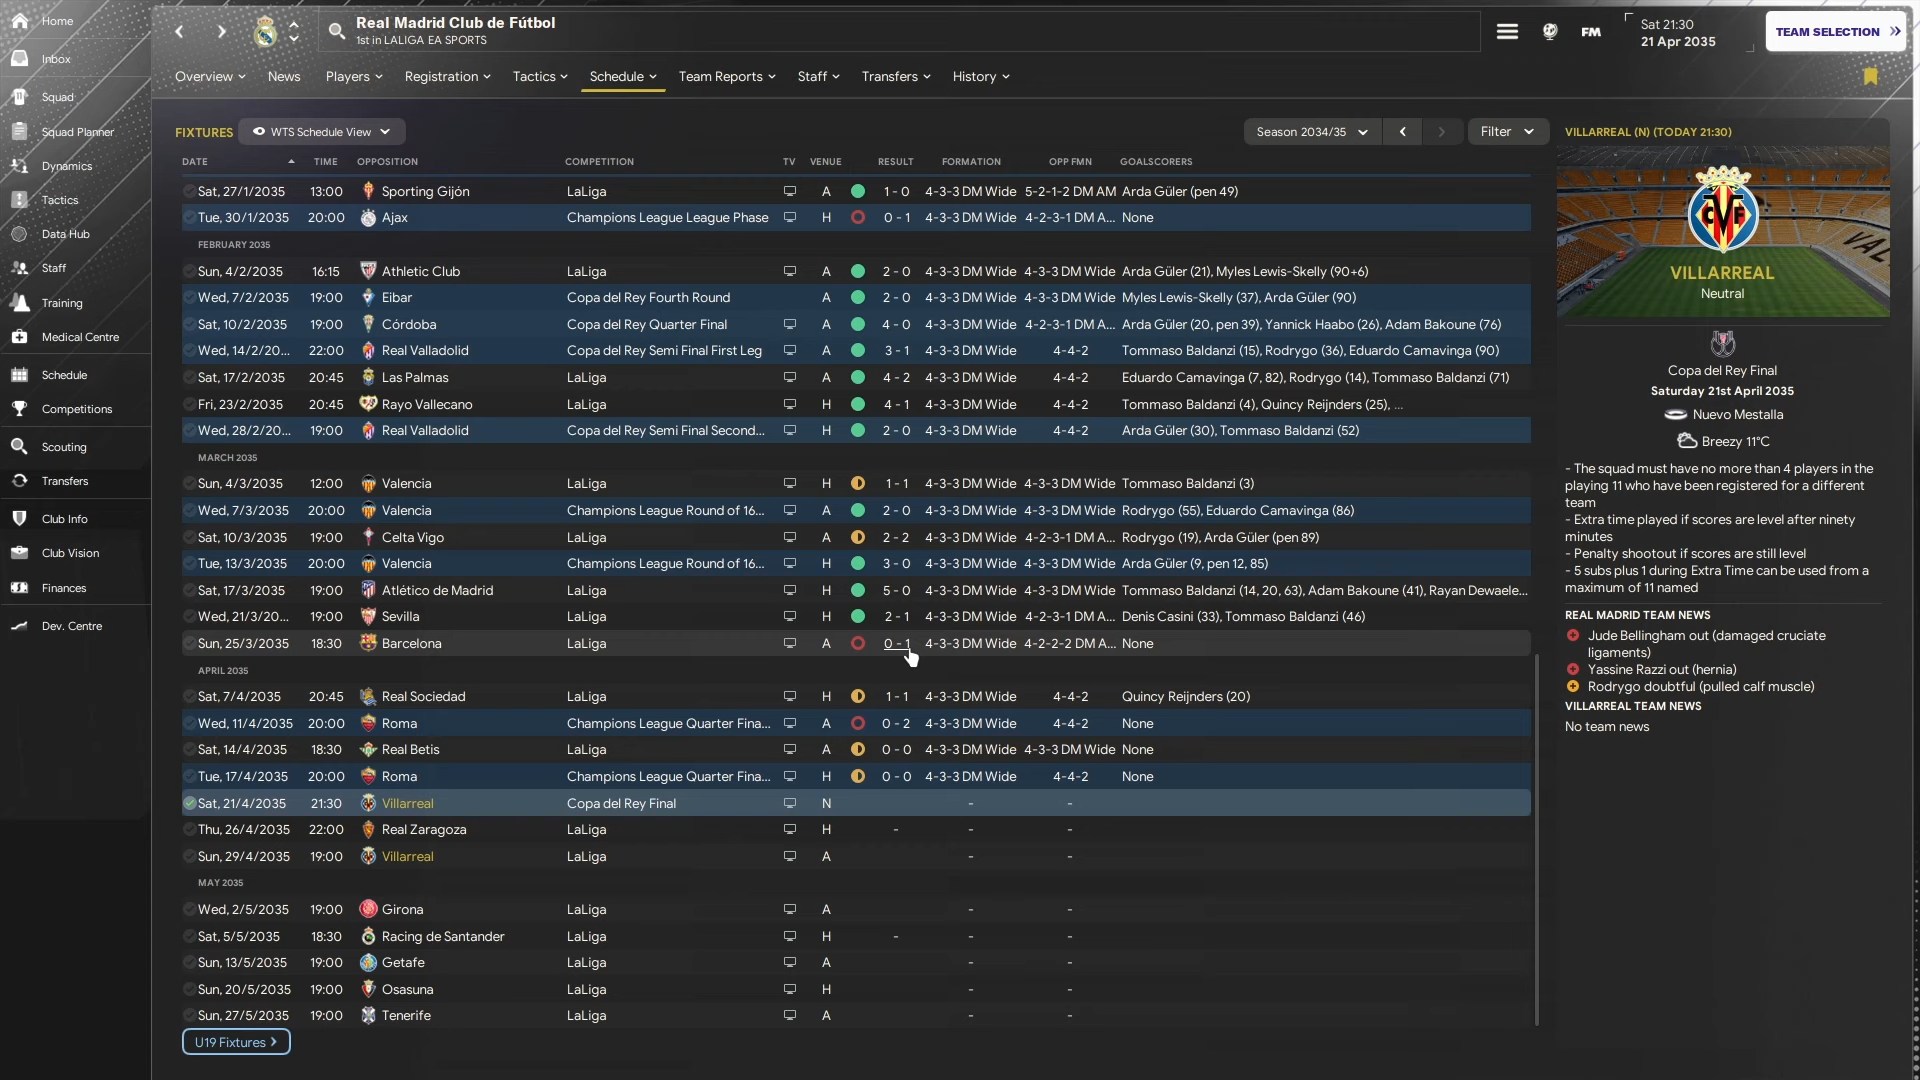 Home
Inbox
Squad
Squad Planner
Dynamics
Tactics
Data Hub
Staff
Training
Medical Centre
Schedule
Competitions
Scouting
Transfers
Club Info
Club Vision
Finances
Dev. Centre
Real Madrid Club de Fútbol
1st in LALIGA EA SPORTS
FM
Sat 21:30
21 Apr 2035
TEAM SELECTION
Overview News Players Registration Tactics Schedule Team Reports Staff Transfers History
FIXTURES WTS Schedule View Season 2034/35 Filter
DATE TIME OPPOSITION COMPETITION TV VENUE RESULT FORMATION OPP FMN GOALSCORERS
Sat, 27/1/2035 13:00 Sporting Gijón LaLiga A 1 - 0 4-3-3 DM Wide 5-2-1-2 DM AM Arda Güler (pen 49)
Tue, 30/1/2035 20:00 Ajax Champions League League Phase H 0 - 1 4-3-3 DM Wide 4-2-3-1 DM A... None
FEBRUARY 2035
Sun, 4/2/2035 16:15 Athletic Club LaLiga A 2 - 0 4-3-3 DM Wide 4-3-3 DM Wide Arda Güler (21), Myles Lewis-Skelly (90+6)
Wed, 7/2/2035 19:00 Eibar Copa del Rey Fourth Round A 2 - 0 4-3-3 DM Wide 4-3-3 DM Wide Myles Lewis-Skelly (37), Arda Güler (90)
Sat, 10/2/2035 19:00 Córdoba Copa del Rey Quarter Final A 4 - 0 4-3-3 DM Wide 4-2-3-1 DM A... Arda Güler (20, pen 39), Yannick Haabo (26), Adam Bakoune (76)
Wed, 14/2/20... 22:00 Real Valladolid Copa del Rey Semi Final First Leg A 3 - 1 4-3-3 DM Wide 4-4-2 Tommaso Baldanzi (15), Rodrygo (36), Eduardo Camavinga (90)
Sat, 17/2/2035 20:45 Las Palmas LaLiga A 4 - 2 4-3-3 DM Wide 4-4-2 Eduardo Camavinga (7, 82), Rodrygo (14), Tommaso Baldanzi (71)
Fri, 23/2/2035 20:45 Rayo Vallecano LaLiga H 4 - 1 4-3-3 DM Wide 4-4-2 Tommaso Baldanzi (4), Quincy Reijnders (25), ...
Wed, 28/2/20... 19:00 Real Valladolid Copa del Rey Semi Final Second... H 2 - 0 4-3-3 DM Wide 4-4-2 Arda Güler (30), Tommaso Baldanzi (52)
MARCH 2035
Sun, 4/3/2035 12:00 Valencia LaLiga H 1 - 1 4-3-3 DM Wide 4-3-3 DM Wide Tommaso Baldanzi (3)
Wed, 7/3/2035 20:00 Valencia Champions League Round of 16... A 2 - 0 4-3-3 DM Wide 4-3-3 DM Wide Rodrygo (55), Eduardo Camavinga (86)
Sat, 10/3/2035 19:00 Celta Vigo LaLiga A 2 - 2 4-3-3 DM Wide 4-2-3-1 DM A... Rodrygo (19), Arda Güler (pen 89)
Tue, 13/3/2035 20:00 Valencia Champions League Round of 16... H 3 - 0 4-3-3 DM Wide 4-3-3 DM Wide Arda Güler (9, pen 12, 85)
Sat, 17/3/2035 19:00 Atlético de Madrid LaLiga H 5 - 0 4-3-3 DM Wide 4-3-3 DM Wide Tommaso Baldanzi (14, 20, 63), Adam Bakoune (41), Rayan Dewaele...
Wed, 21/3/20... 19:00 Sevilla LaLiga H 2 - 1 4-3-3 DM Wide 4-2-3-1 DM A... Denis Casini (33), Tommaso Baldanzi (46)
Sun, 25/3/2035 18:30 Barcelona LaLiga A 0 - 1 4-3-3 DM Wide 4-2-2-2 DM A... None
APRIL 2035
Sat, 7/4/2035 20:45 Real Sociedad LaLiga H 1 - 1 4-3-3 DM Wide 4-4-2 Quincy Reijnders (20)
Wed, 11/4/2035 20:00 Roma Champions League Quarter Fina... A 0 - 2 4-3-3 DM Wide 4-4-2 None
Sat, 14/4/2035 18:30 Real Betis LaLiga A 0 - 0 4-3-3 DM Wide 4-3-3 DM Wide None
Tue, 17/4/2035 20:00 Roma Champions League Quarter Fina... H 0 - 0 4-3-3 DM Wide 4-4-2 None
Sat, 21/4/2035 21:30 Villarreal Copa del Rey Final N - -
Thu, 26/4/2035 22:00 Real Zaragoza LaLiga H - - -
Sun, 29/4/2035 19:00 Villarreal LaLiga A - -
MAY 2035
Wed, 2/5/2035 19:00 Girona LaLiga A - -
Sat, 5/5/2035 18:30 Racing de Santander LaLiga H - - -
Sun, 13/5/2035 19:00 Getafe LaLiga A - -
Sun, 20/5/2035 19:00 Osasuna LaLiga H - -
Sun, 27/5/2035 19:00 Tenerife LaLiga A - -
U19 Fixtures
VILLARREAL (N) (TODAY 21:30)
VILLARREAL
Neutral
Copa del Rey Final
Saturday 21st April 2035
Nuevo Mestalla
Breezy 11°C
- The squad must have no more than 4 players in the
playing 11 who have been registered for a different
team
- Extra time played if scores are level after ninety
minutes
- Penalty shootout if scores are still level
- 5 subs plus 1 during Extra Time can be used from a
maximum of 11 named
REAL MADRID TEAM NEWS
Jude Bellingham out (damaged cruciate
ligaments)
Yassine Razzi out (hernia)
Rodrygo doubtful (pulled calf muscle)
VILLARREAL TEAM NEWS
No team news